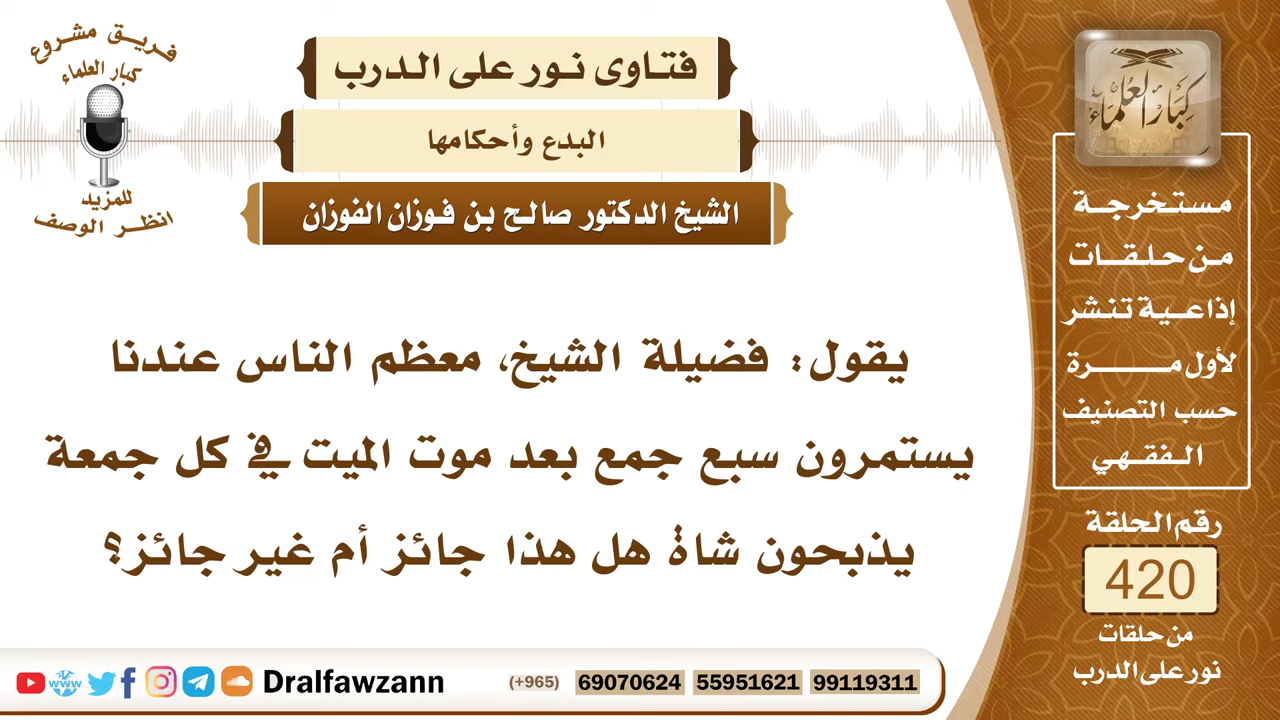 فريق مشروع
كبار العلماء
للمزيد
انظر الوصف
فتاوى نور على الدرب
البدع وأحكامها
الشيخ الدكتور صالح بن فوزان الفوزان
يقول: فضيلة الشيخ، معظم الناس عندنا
يستمرون سبع جمع بعد موت الميت في كل جمعة
يذبحون شاة هل هذا جائز أم غير جائز؟
كبار العلماء
مستخرجة
من حلقات
إذاعية تنشر
لأول مرة
حسب التصنيف
الفقهي
رقم الحلقة
420
من حلقات
نور على الدرب
www Dralfawzann (+965) 69070624 55951621 99119311